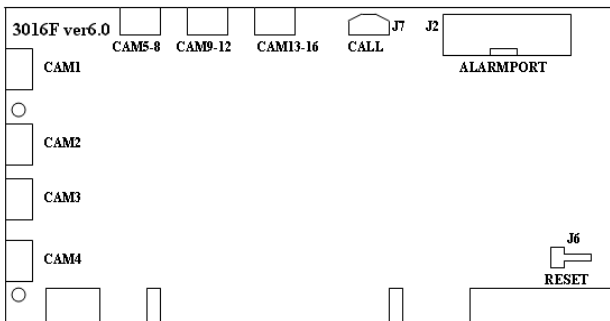 3016F ver6.0
CAM5-8
CAM9-12
CAM13-16
CALL
J7
J2
ALARMPORT
CAM1
CAM2
CAM3
CAM4
J6
RESET